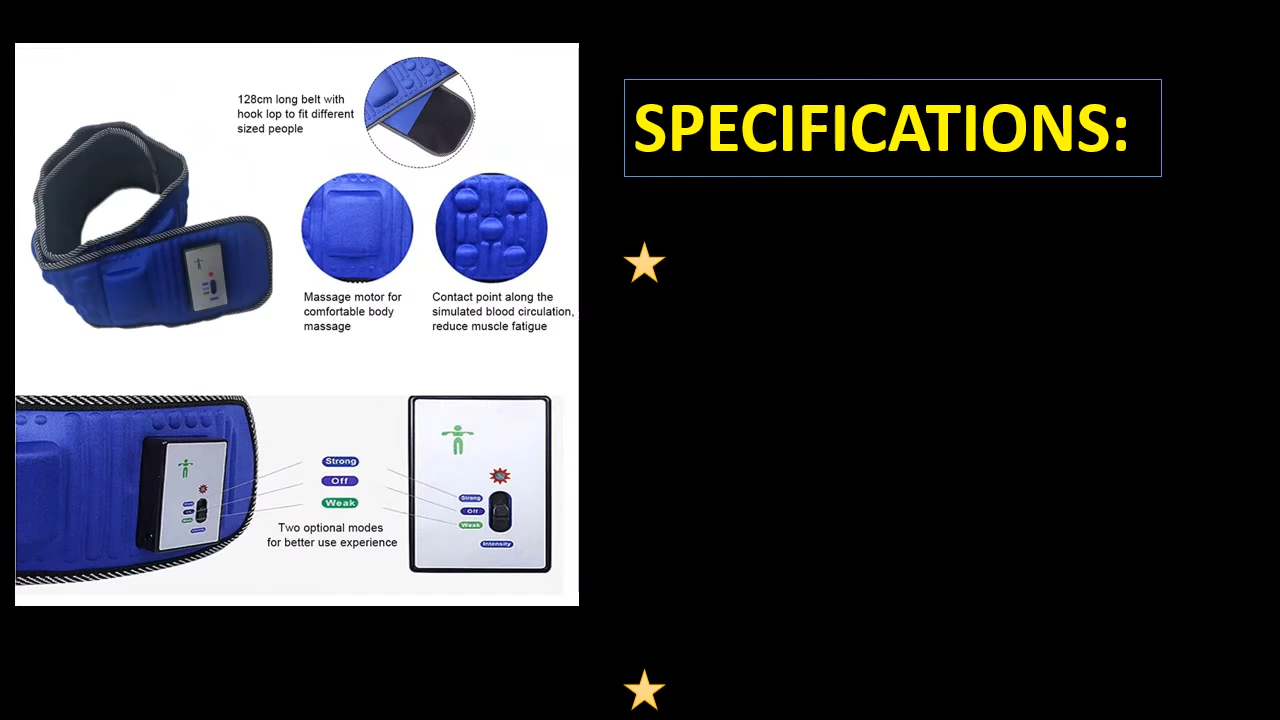 SPECIFICATIONS:
128cm long belt with
hook lop to fit different
sized people
Massage motor for
comfortable body
massage
Contact point along the
simulated blood circulation,
reduce muscle fatigue
Strong
Off
Weak
Two optional modes
for better use experience
Strong
Off
Weak
Intensity